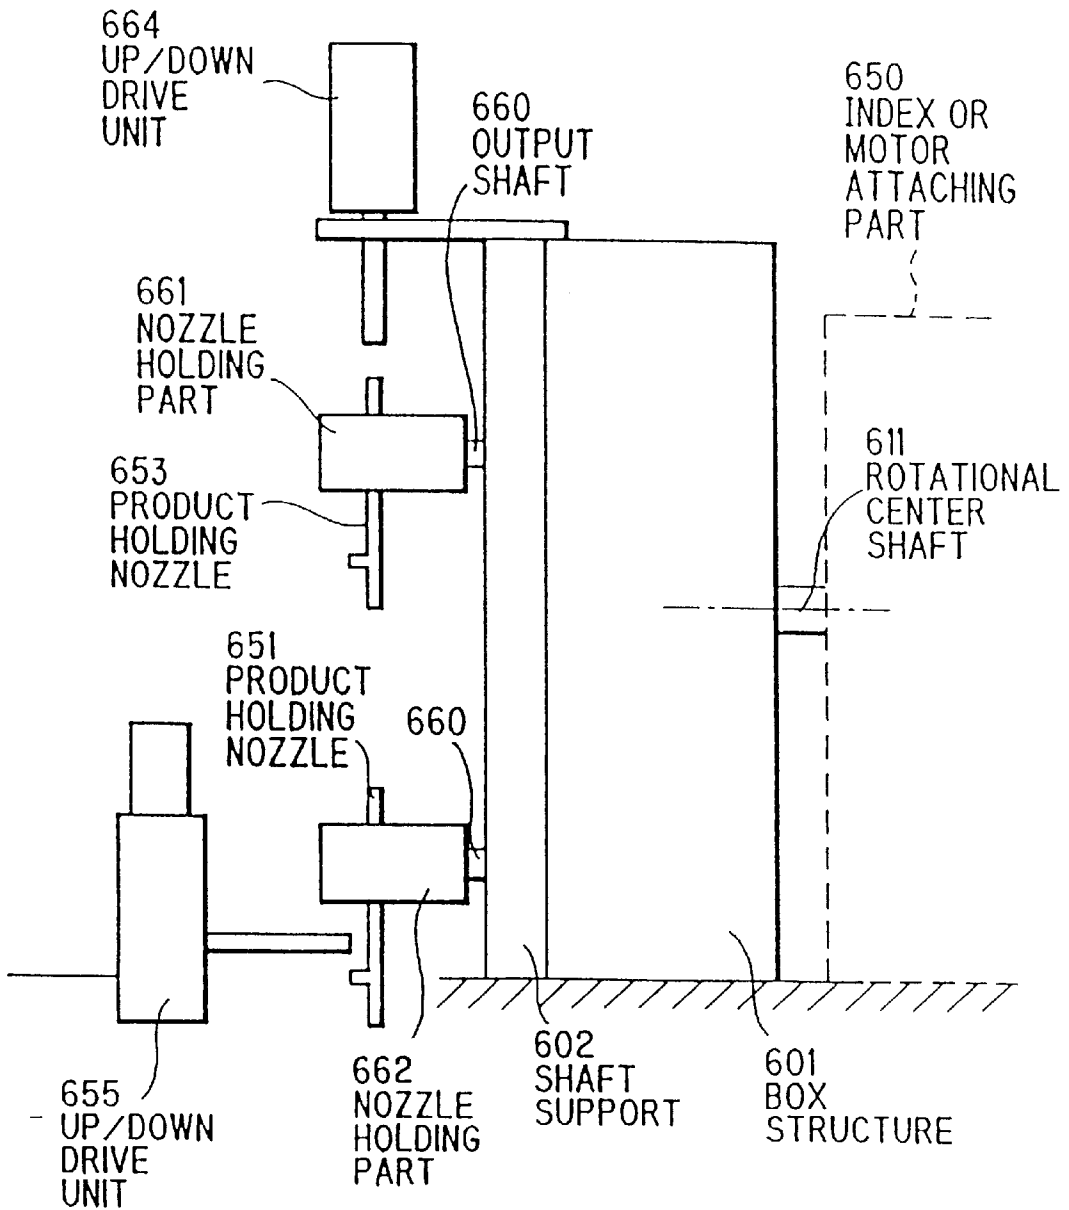 664
UP/DOWN
DRIVE
UNIT
660
OUTPUT
SHAFT
650
INDEX OR
MOTOR
ATTACHING
PART
661
NOZZLE
HOLDING
PART
653
PRODUCT
HOLDING
NOZZLE
611
ROTATIONAL
CENTER
SHAFT
651
PRODUCT
HOLDING
NOZZLE
660
655
UP/DOWN
DRIVE
UNIT
662
NOZZLE
HOLDING
PART
602
SHAFT
SUPPORT
601
BOX
STRUCTURE